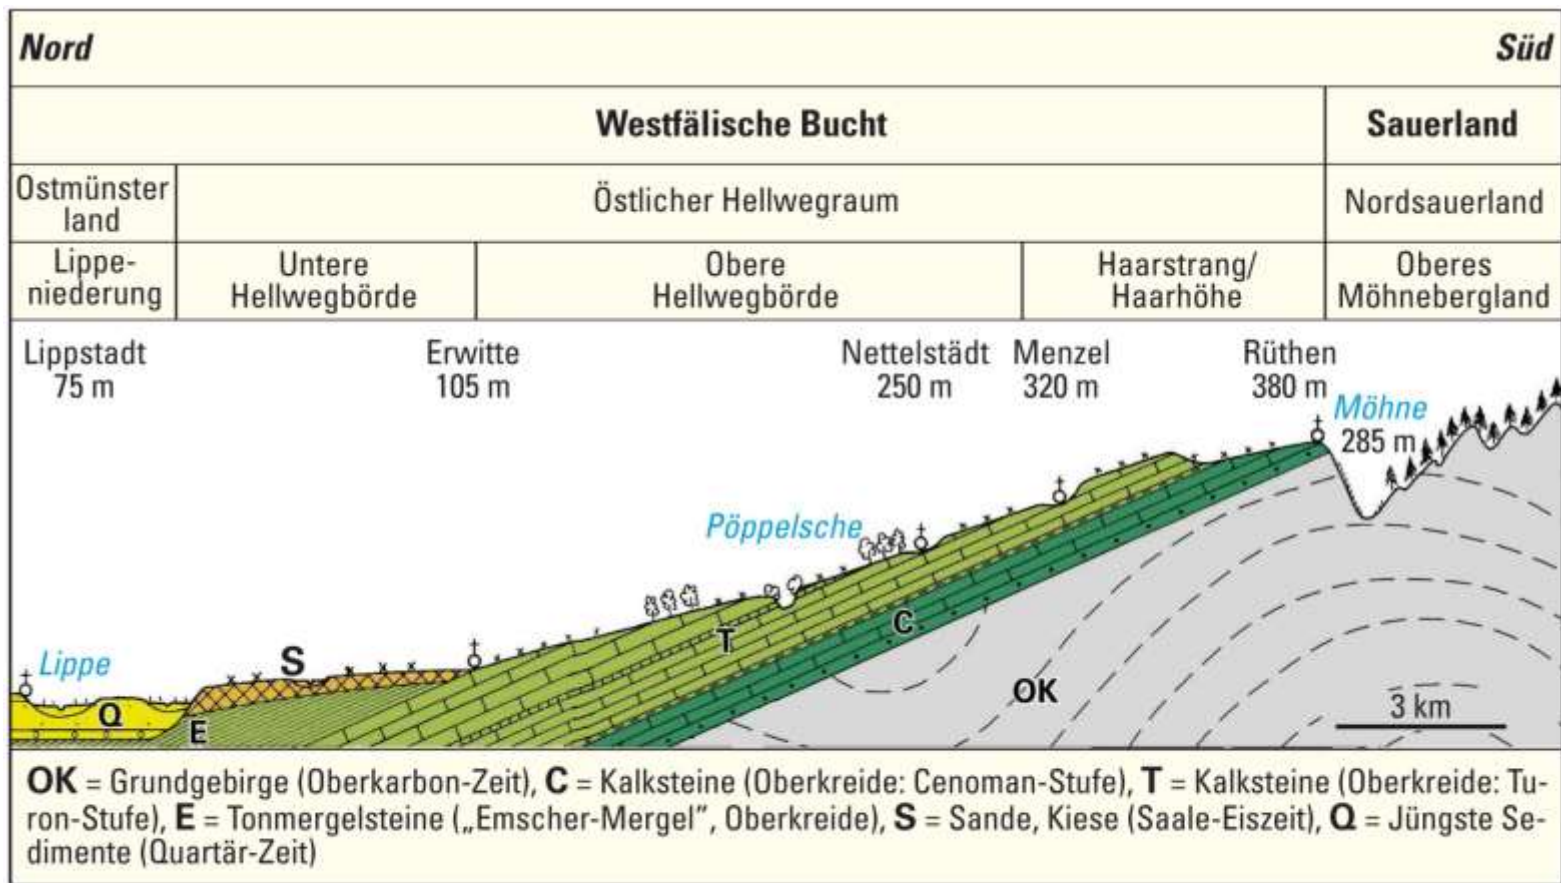 Nord
Süd
Westfälische Bucht
Sauerland
Ostmünster
land
Östlicher Hellwegraum
Nordsauerland
Lippe-
niederung
Untere
Hellwegbörde
Obere
Hellwegbörde
Haarstrang/
Haarhöhe
Oberes
Möhnebergland
Lippstadt
75 m
Erwitte
105 m
Nettelstädt
250 m
Menzel
320 m
Rüthen
380 m
Möhne
285 m
Pöppelsche
Lippe
S
T
C
Q
E
OK
3 km
OK = Grundgebirge (Oberkarbon-Zeit), C = Kalksteine (Oberkreide: Cenoman-Stufe), T = Kalksteine (Oberkreide: Tu-
ron-Stufe), E = Tonmergelsteine („Emscher-Mergel”, Oberkreide), S = Sande, Kiese (Saale-Eiszeit), Q = Jüngste Se-
dimente (Quartär-Zeit)